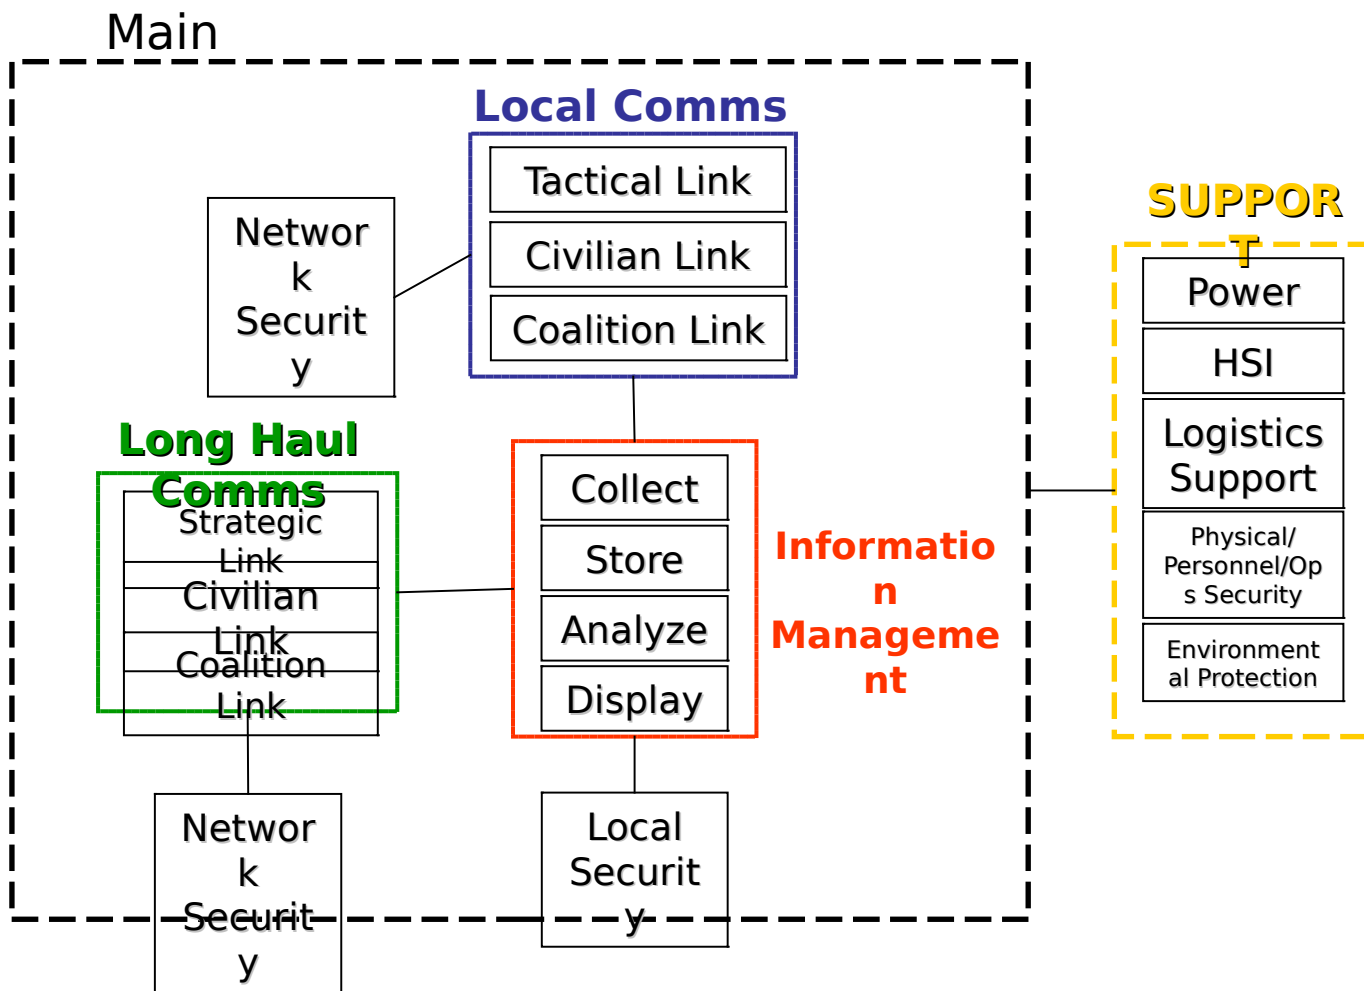 Main
Local Comms
Tactical Link
Civilian Link
Coalition Link
Networ
k
Securit
y
Long Haul
Comms
Strategic
Link
Civilian
Link
Coalition
Link
Collect
Store
Analyze
Display
Informatio
n
Manageme
nt
Networ
k
Securit
y
Local
Securit
y
SUPPOR
T
Power
HSI
Logistics
Support
Physical/
Personnel/Op
s Security
Environment
al Protection